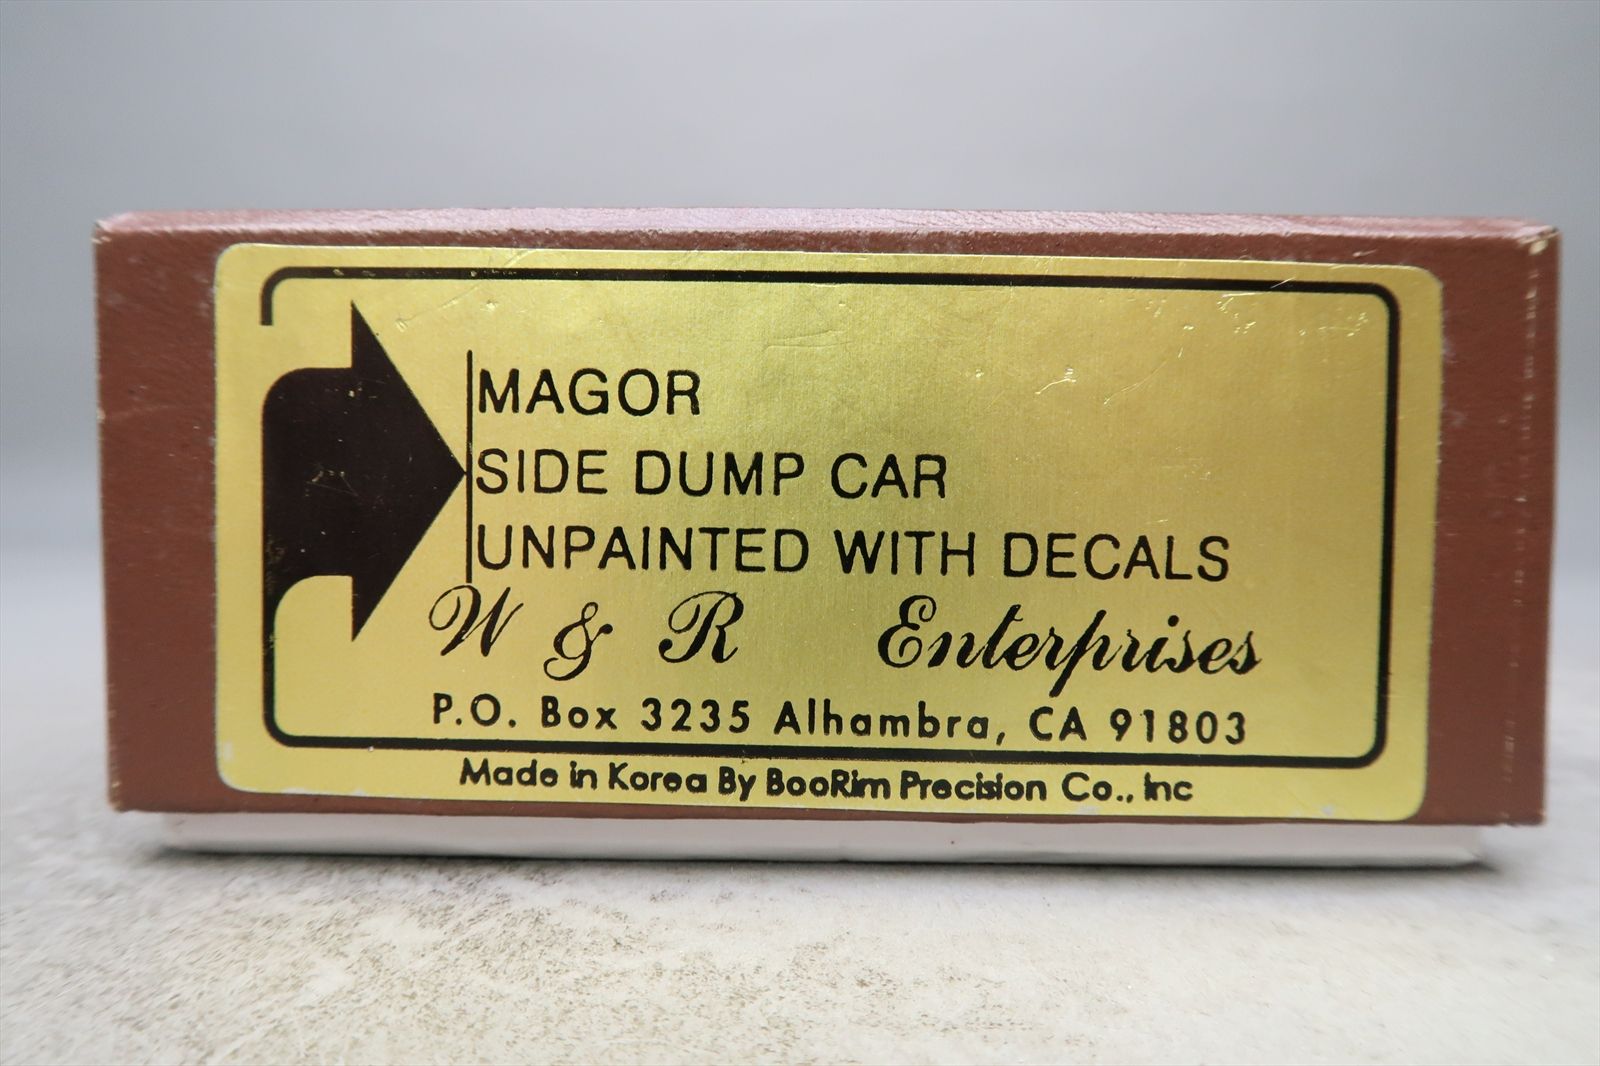 MAGOR
SIDE DUMP CAR
UNPAINTED WITH DECALS
W & R Enterprises
P.O. Box 3235 Alhambra, CA 91803
Made in Korea By BooRim Precision Co., Inc